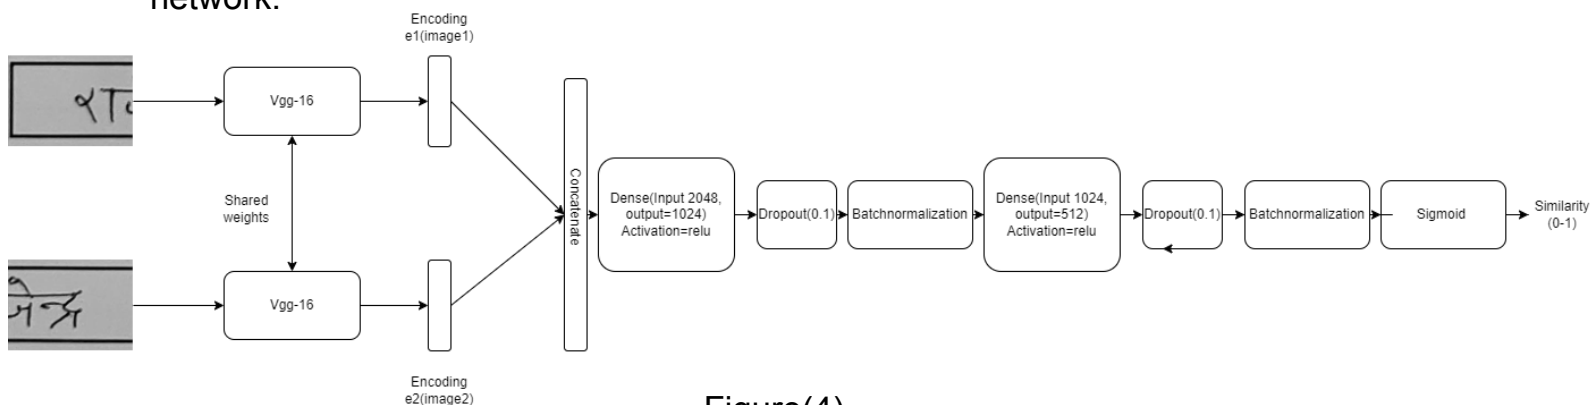 network.
Encoding
e1(image1)
Vgg-16
Shared
weights
Vgg-16
Encoding
e2(image2)
Concatenate
Dense(Input 2048,
output=1024)
Activation=relu
Dropout(0.1)
Batchnormalization
Dense(Input 1024,
output=512)
Activation=relu
Dropout(0.1)
Batchnormalization
Sigmoid
Similarity
(0-1)
Figure(4)